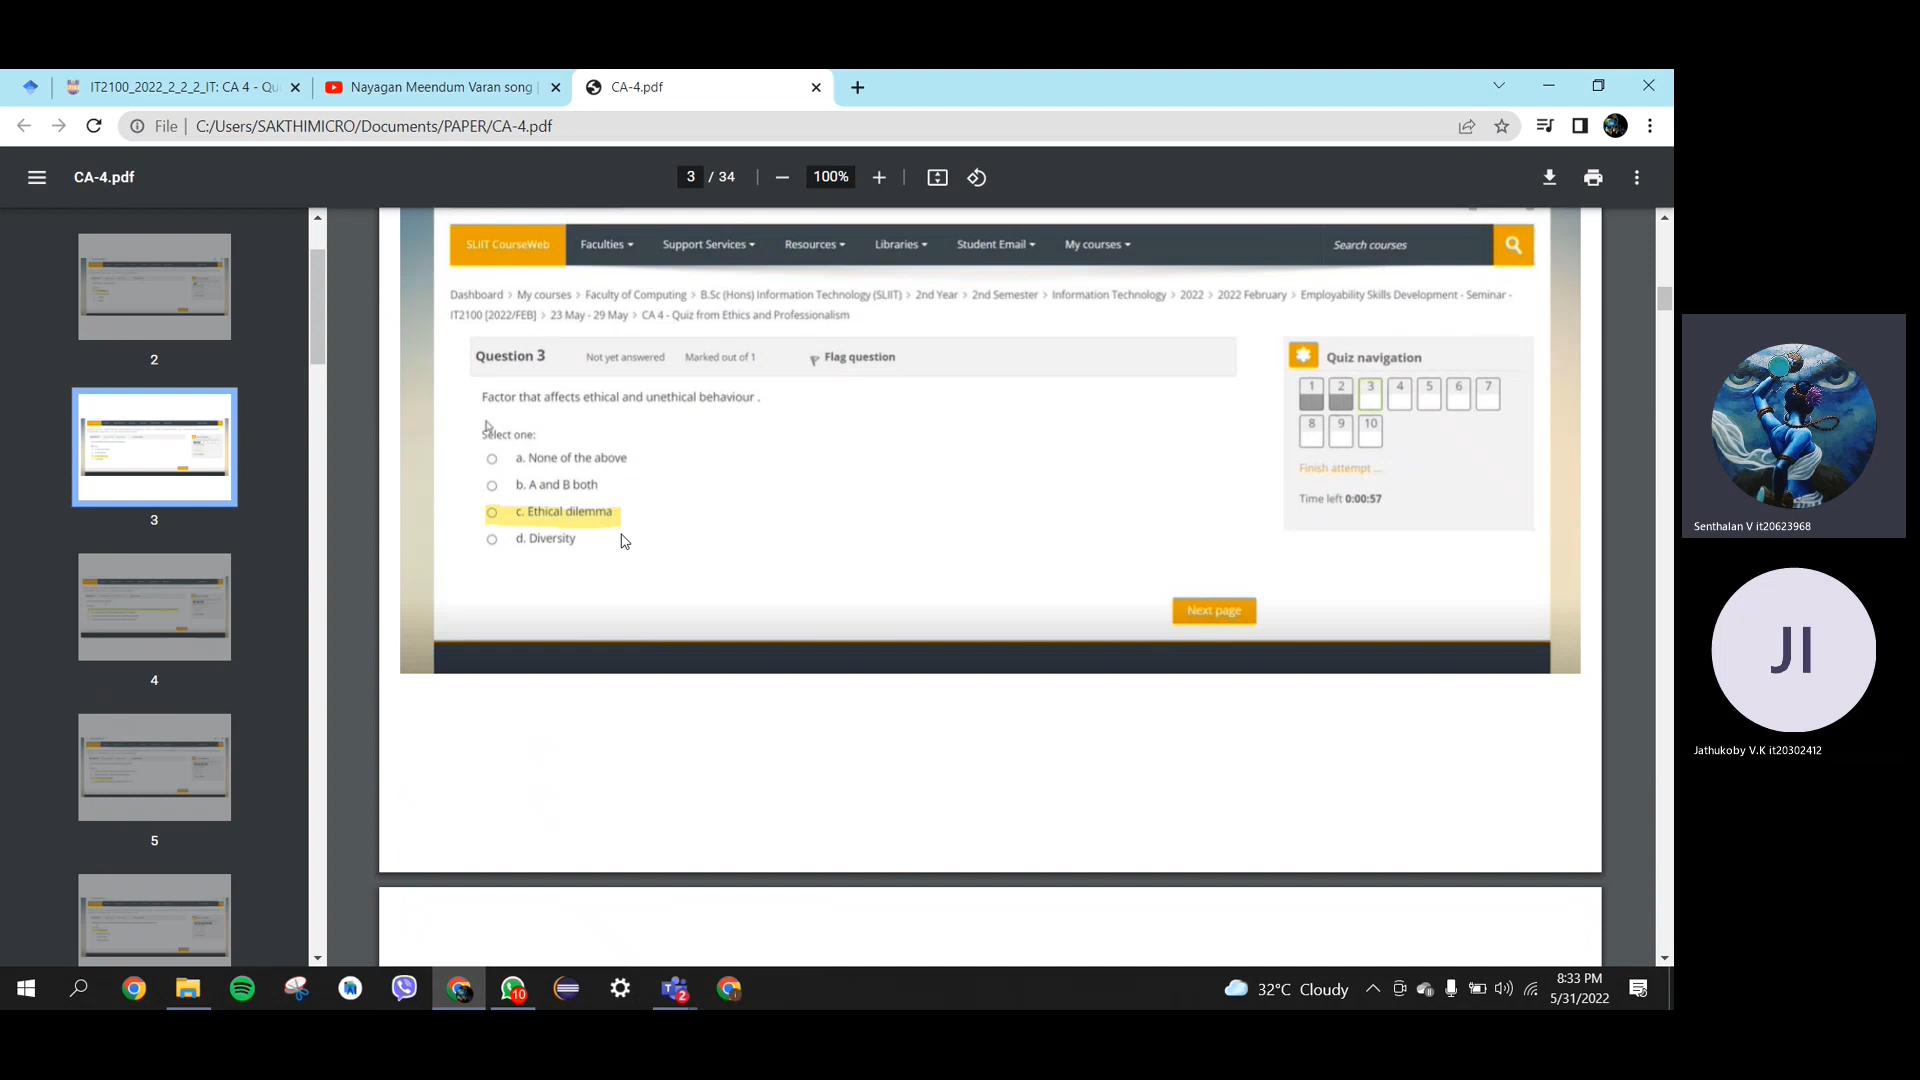 IT2100_2022_2_2_2_IT: CA 4 - Qu
Nayagan Meendum Varan song |
CA-4.pdf
File
C:/Users/SAKTHIMICRO/Documents/PAPER/CA-4.pdf
CA-4.pdf
3 / 34
100%
2
3
4
5
SLIIT CourseWeb
Faculties
Support Services
Resources
Libraries
Student Email
My courses
Search courses
Dashboard > My courses > Faculty of Computing > B.Sc (Hons) Information Technology (SLIIT) > 2nd Year > 2nd Semester > Information Technology > 2022 > 2022 February > Employability Skills Development - Seminar -
IT2100 [2022/FEB] > 23 May - 29 May > CA 4 - Quiz from Ethics and Professionalism
Question 3
Not yet answered
Marked out of 1
Flag question
Factor that affects ethical and unethical behaviour .
Select one:
a. None of the above
b. A and B both
c. Ethical dilemma
d. Diversity
Next page
Quiz navigation
1 2 3 4 5 6 7
8 9 10
Finish attempt ...
Time left 0:00:57
Senthalan V it20623968
JI
Jathukoby V.K it20302412
10
2
32°C Cloudy
8:33 PM
5/31/2022